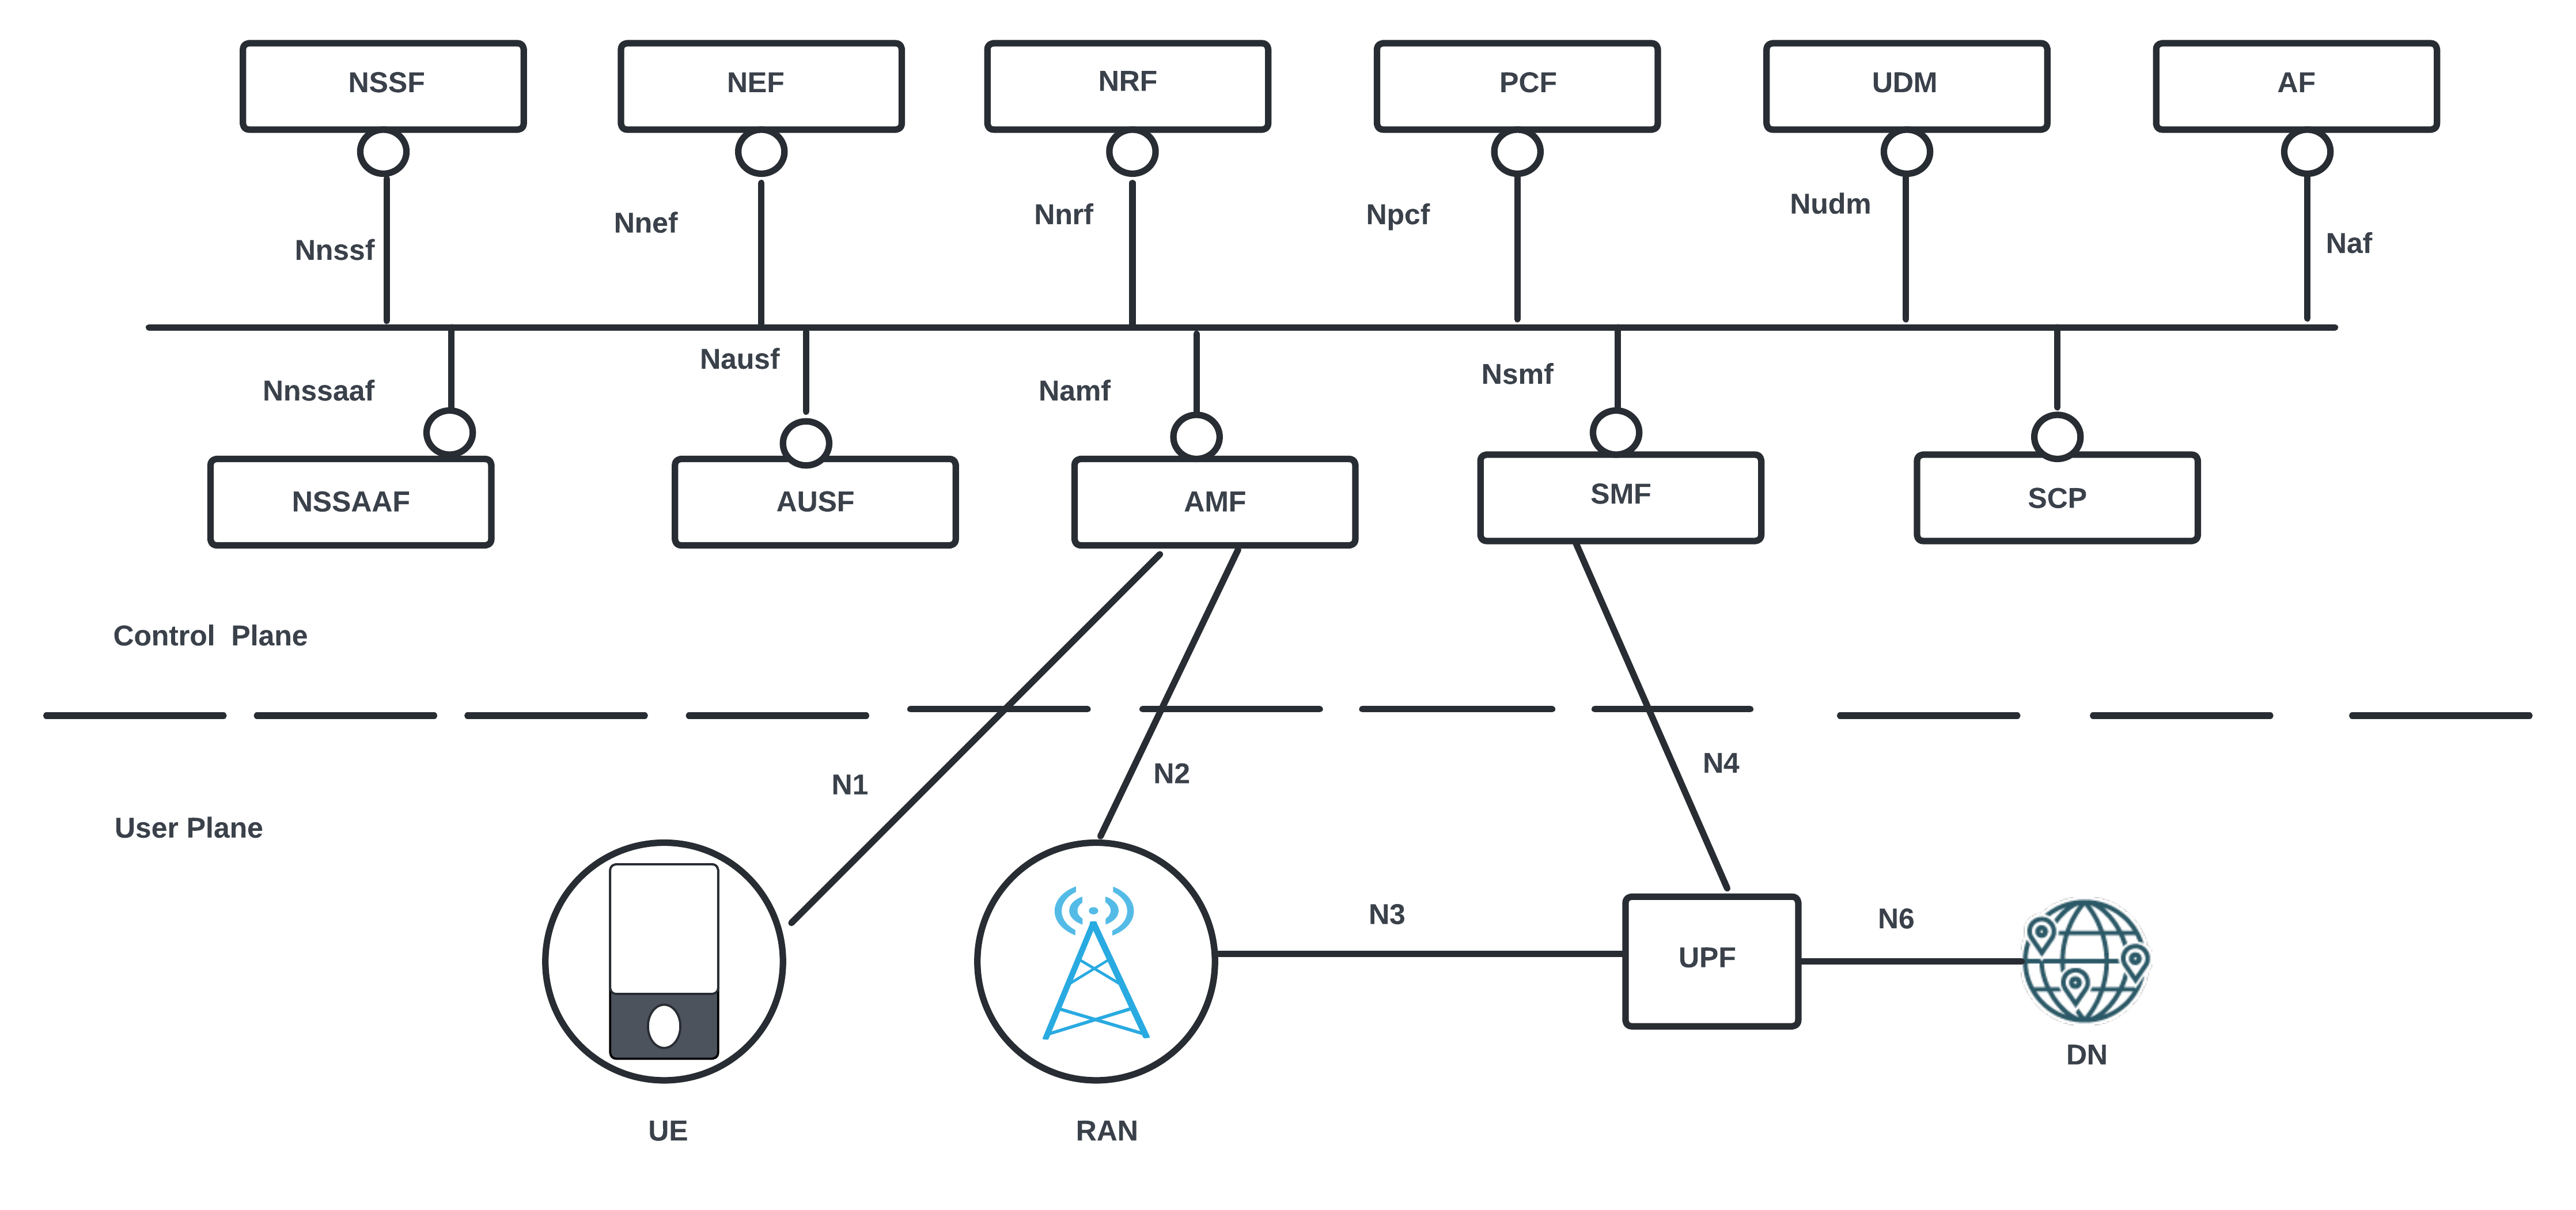 NSSF
NEF
NRF
PCF
UDM
AF
Nnssf
Nnef
Nnrf
Npcf
Nudm
Naf
Nnssaaf
Nausf
Namf
Nsmf
NSSAAF
AUSF
AMF
SMF
SCP
Control  Plane
User Plane
N1
N2
N4
N3
N6
UPF
DN
UE
RAN